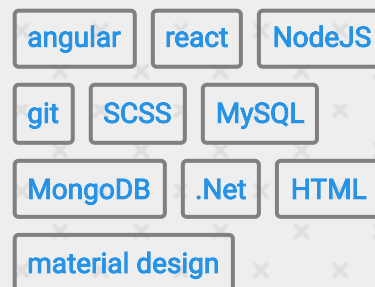 angular react NodeJS
git SCSS MySQL
MongoDB .Net HTML
material design